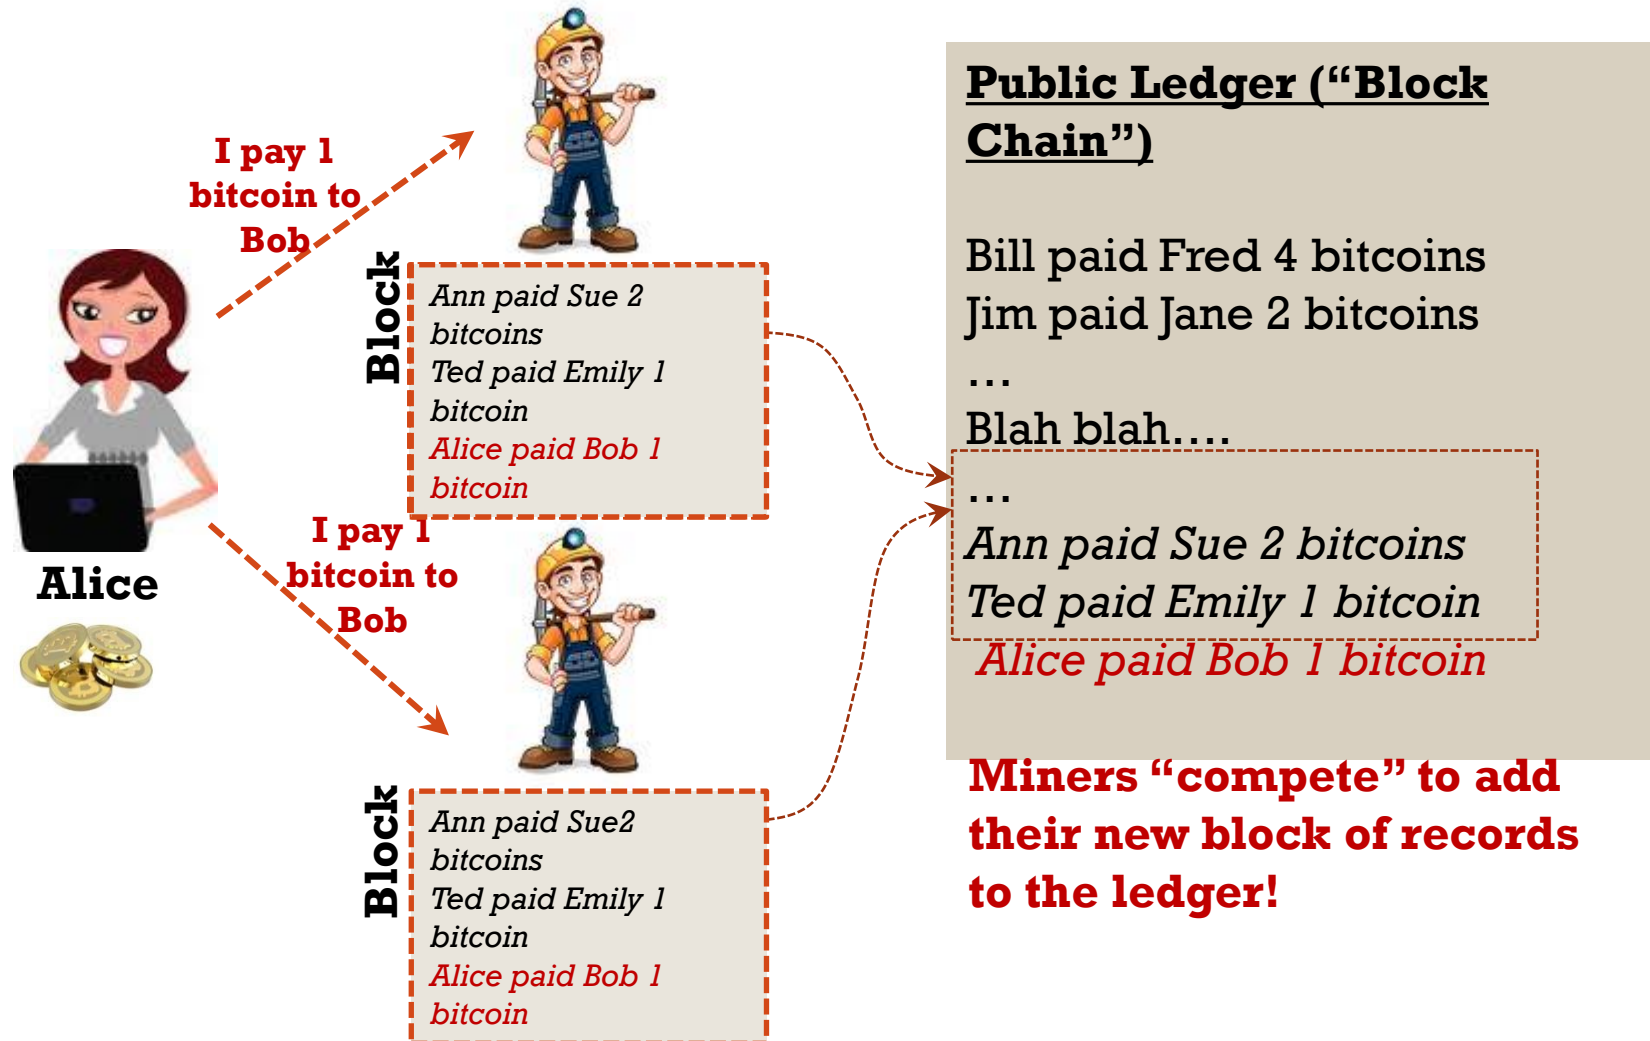 I pay 1
bitcoin to
Bob
Alice
I pay 1
bitcoin to
Bob
Block
Ann paid Sue 2
bitcoins
Ted paid Emily 1
bitcoin
Alice paid Bob 1
bitcoin
Block
Ann paid Sue2
bitcoins
Ted paid Emily 1
bitcoin
Alice paid Bob 1
bitcoin
Public Ledger (“Block
Chain”)
Bill paid Fred 4 bitcoins
Jim paid Jane 2 bitcoins
…
Blah blah….
…
Ann paid Sue 2 bitcoins
Ted paid Emily 1 bitcoin
Alice paid Bob 1 bitcoin
Miners “compete” to add
their new block of records
to the ledger!